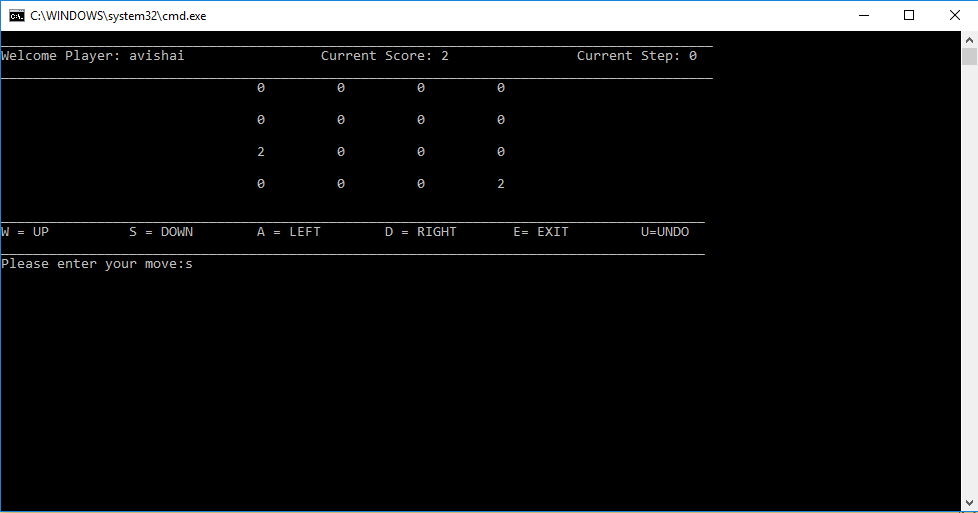 C:\WINDOWS\system32\cmd.exe
Welcome Player: avishai Current Score: 2 Current Step: 0
0 0 0 0
0 0 0 0
2 0 0 0
0 0 0 2
W = UP S = DOWN A = LEFT D = RIGHT E= EXIT U=UNDO
Please enter your move:s